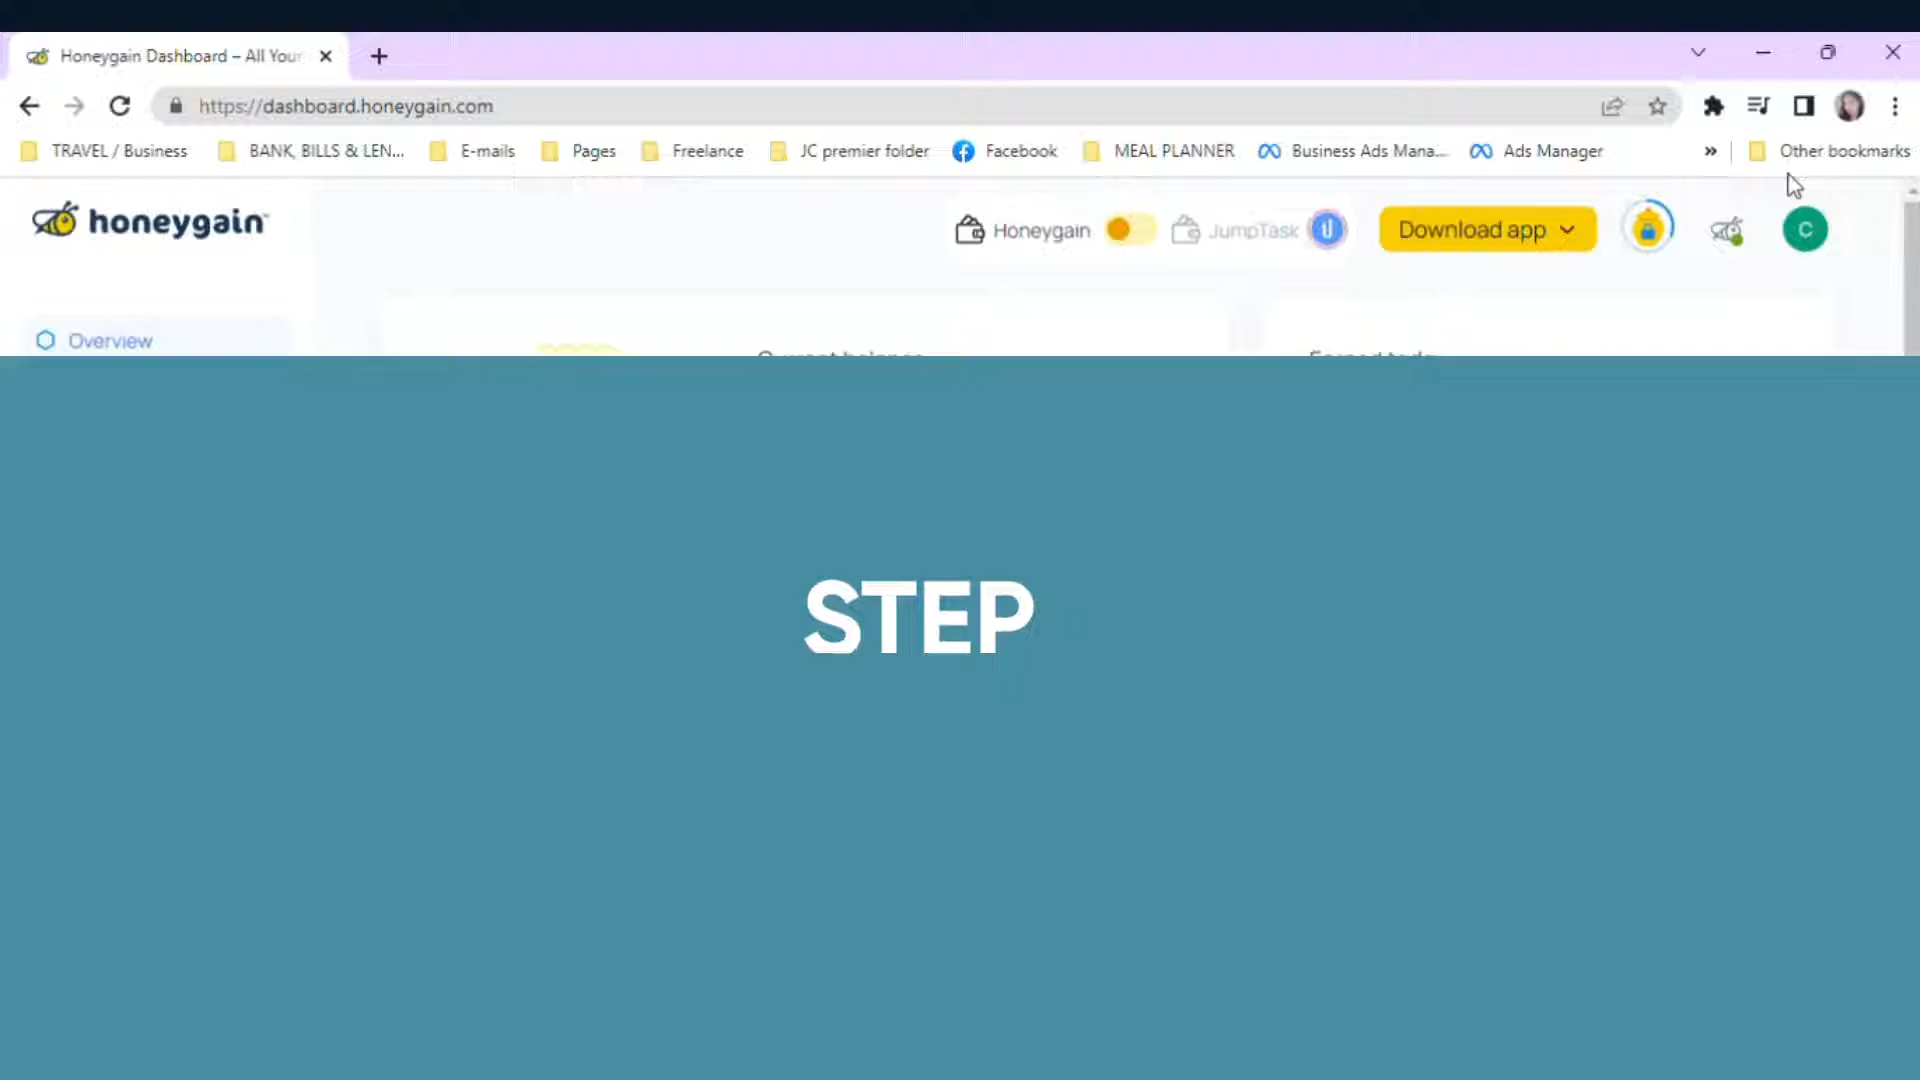 Honeygain Dashboard – All Your
https://dashboard.honeygain.com
TRAVEL / Business BANK, BILLS & LEN... E-mails Pages Freelance JC premier folder Facebook MEAL PLANNER Business Ads Mana... Ads Manager » Other bookmarks
honeygain Honeygain JumpTask Download app C
Overview
STEP